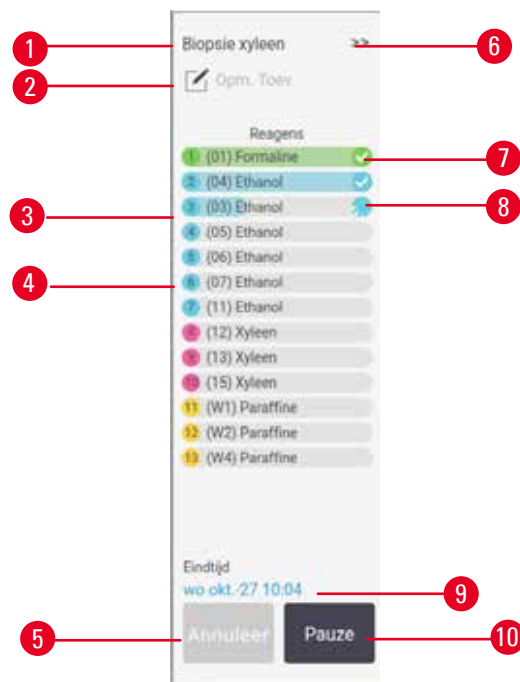 1 Biopsie xyleen >> 6
2 Opm. Toev.
Reagens
1 (01) Formaline 7
2 (04) Ethanol
3 3 (03) Ethanol 8
4 (05) Ethanol
5 (06) Ethanol
4 6 (07) Ethanol
7 (11) Ethanol
8 (12) Xyleen
9 (13) Xyleen
10 (15) Xyleen
11 (W1) Paraffine
12 (W2) Paraffine
13 (W4) Paraffine
Eindtijd
wo okt.-27 10:04 9
5 Annuleer Pauze 10